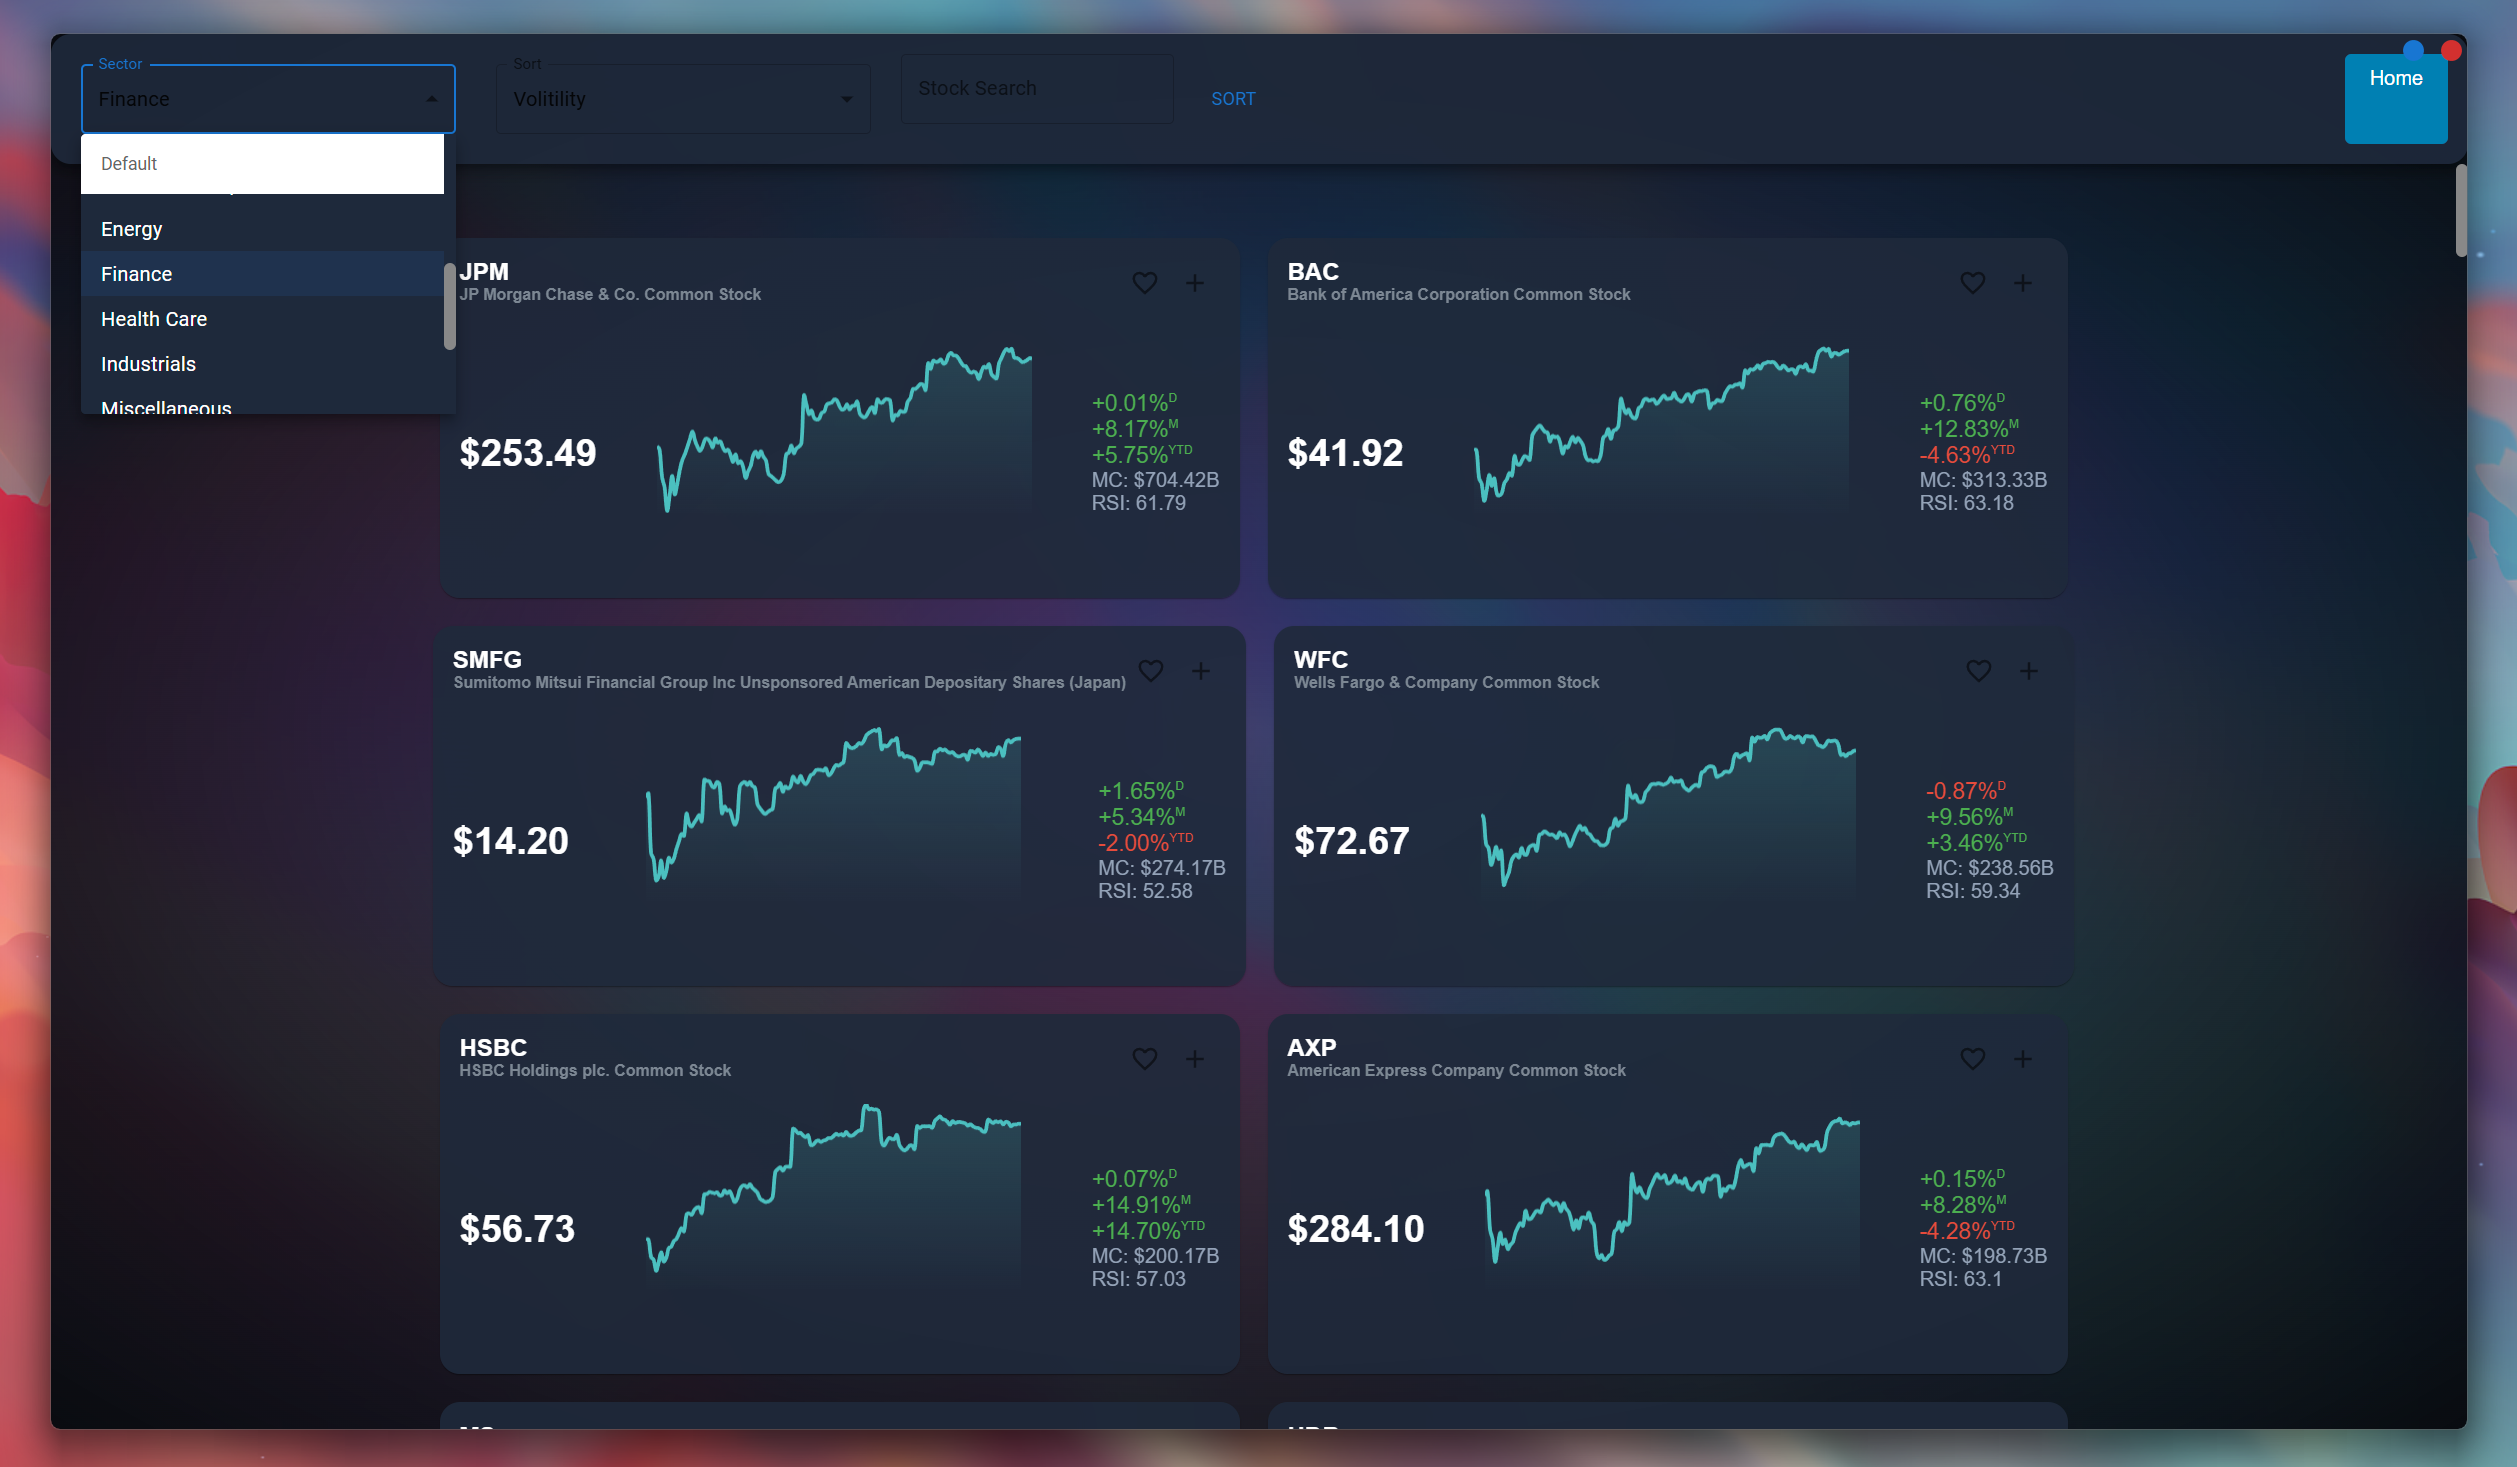 Sector
Finance
Sort
Volitility
Stock Search
SORT
Home
Default
Energy
Finance
Health Care
Industrials
Miscellaneous
JPM
JP Morgan Chase & Co. Common Stock
$253.49
+0.01%D
+8.17%M
+5.75%YTD
MC: $704.42B
RSI: 61.79
BAC
Bank of America Corporation Common Stock
$41.92
+0.76%D
+12.83%M
-4.63%YTD
MC: $313.33B
RSI: 63.18
SMFG
Sumitomo Mitsui Financial Group Inc Unsponsored American Depositary Shares (Japan)
$14.20
+1.65%D
+5.34%M
-2.00%YTD
MC: $274.17B
RSI: 52.58
WFC
Wells Fargo & Company Common Stock
$72.67
-0.87%D
+9.56%M
+3.46%YTD
MC: $238.56B
RSI: 59.34
HSBC
HSBC Holdings plc. Common Stock
$56.73
+0.07%D
+14.91%M
+14.70%YTD
MC: $200.17B
RSI: 57.03
AXP
American Express Company Common Stock
$284.10
+0.15%D
+8.28%M
-4.28%YTD
MC: $198.73B
RSI: 63.1